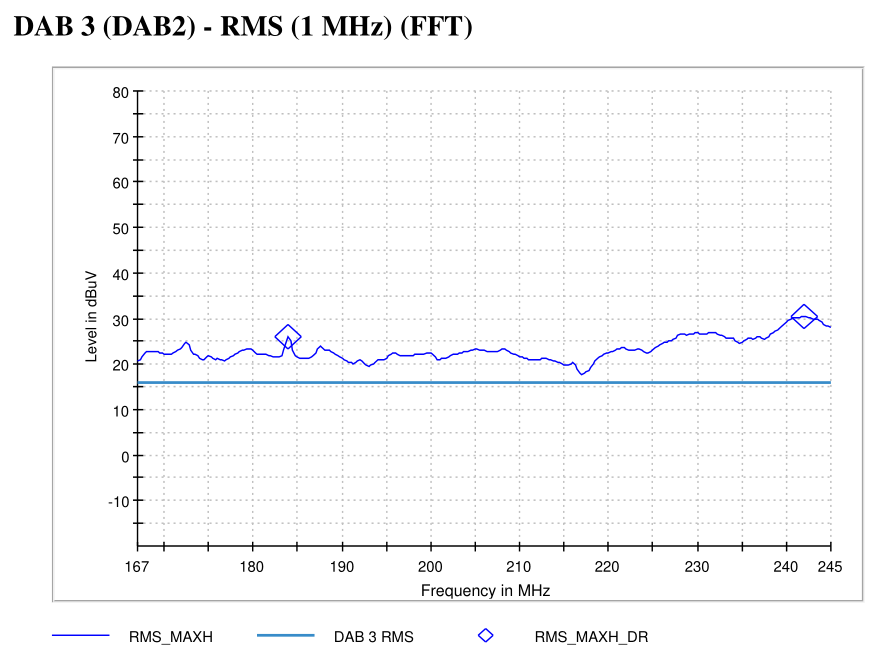 DAB 3 (DAB2) - RMS (1 MHz) (FFT)
80
70
60
50
40
30
20
10
0
-10
Level in dBuV
167 180 190 200 210 220 230 240 245
Frequency in MHz
RMS_MAXH DAB 3 RMS RMS_MAXH_DR